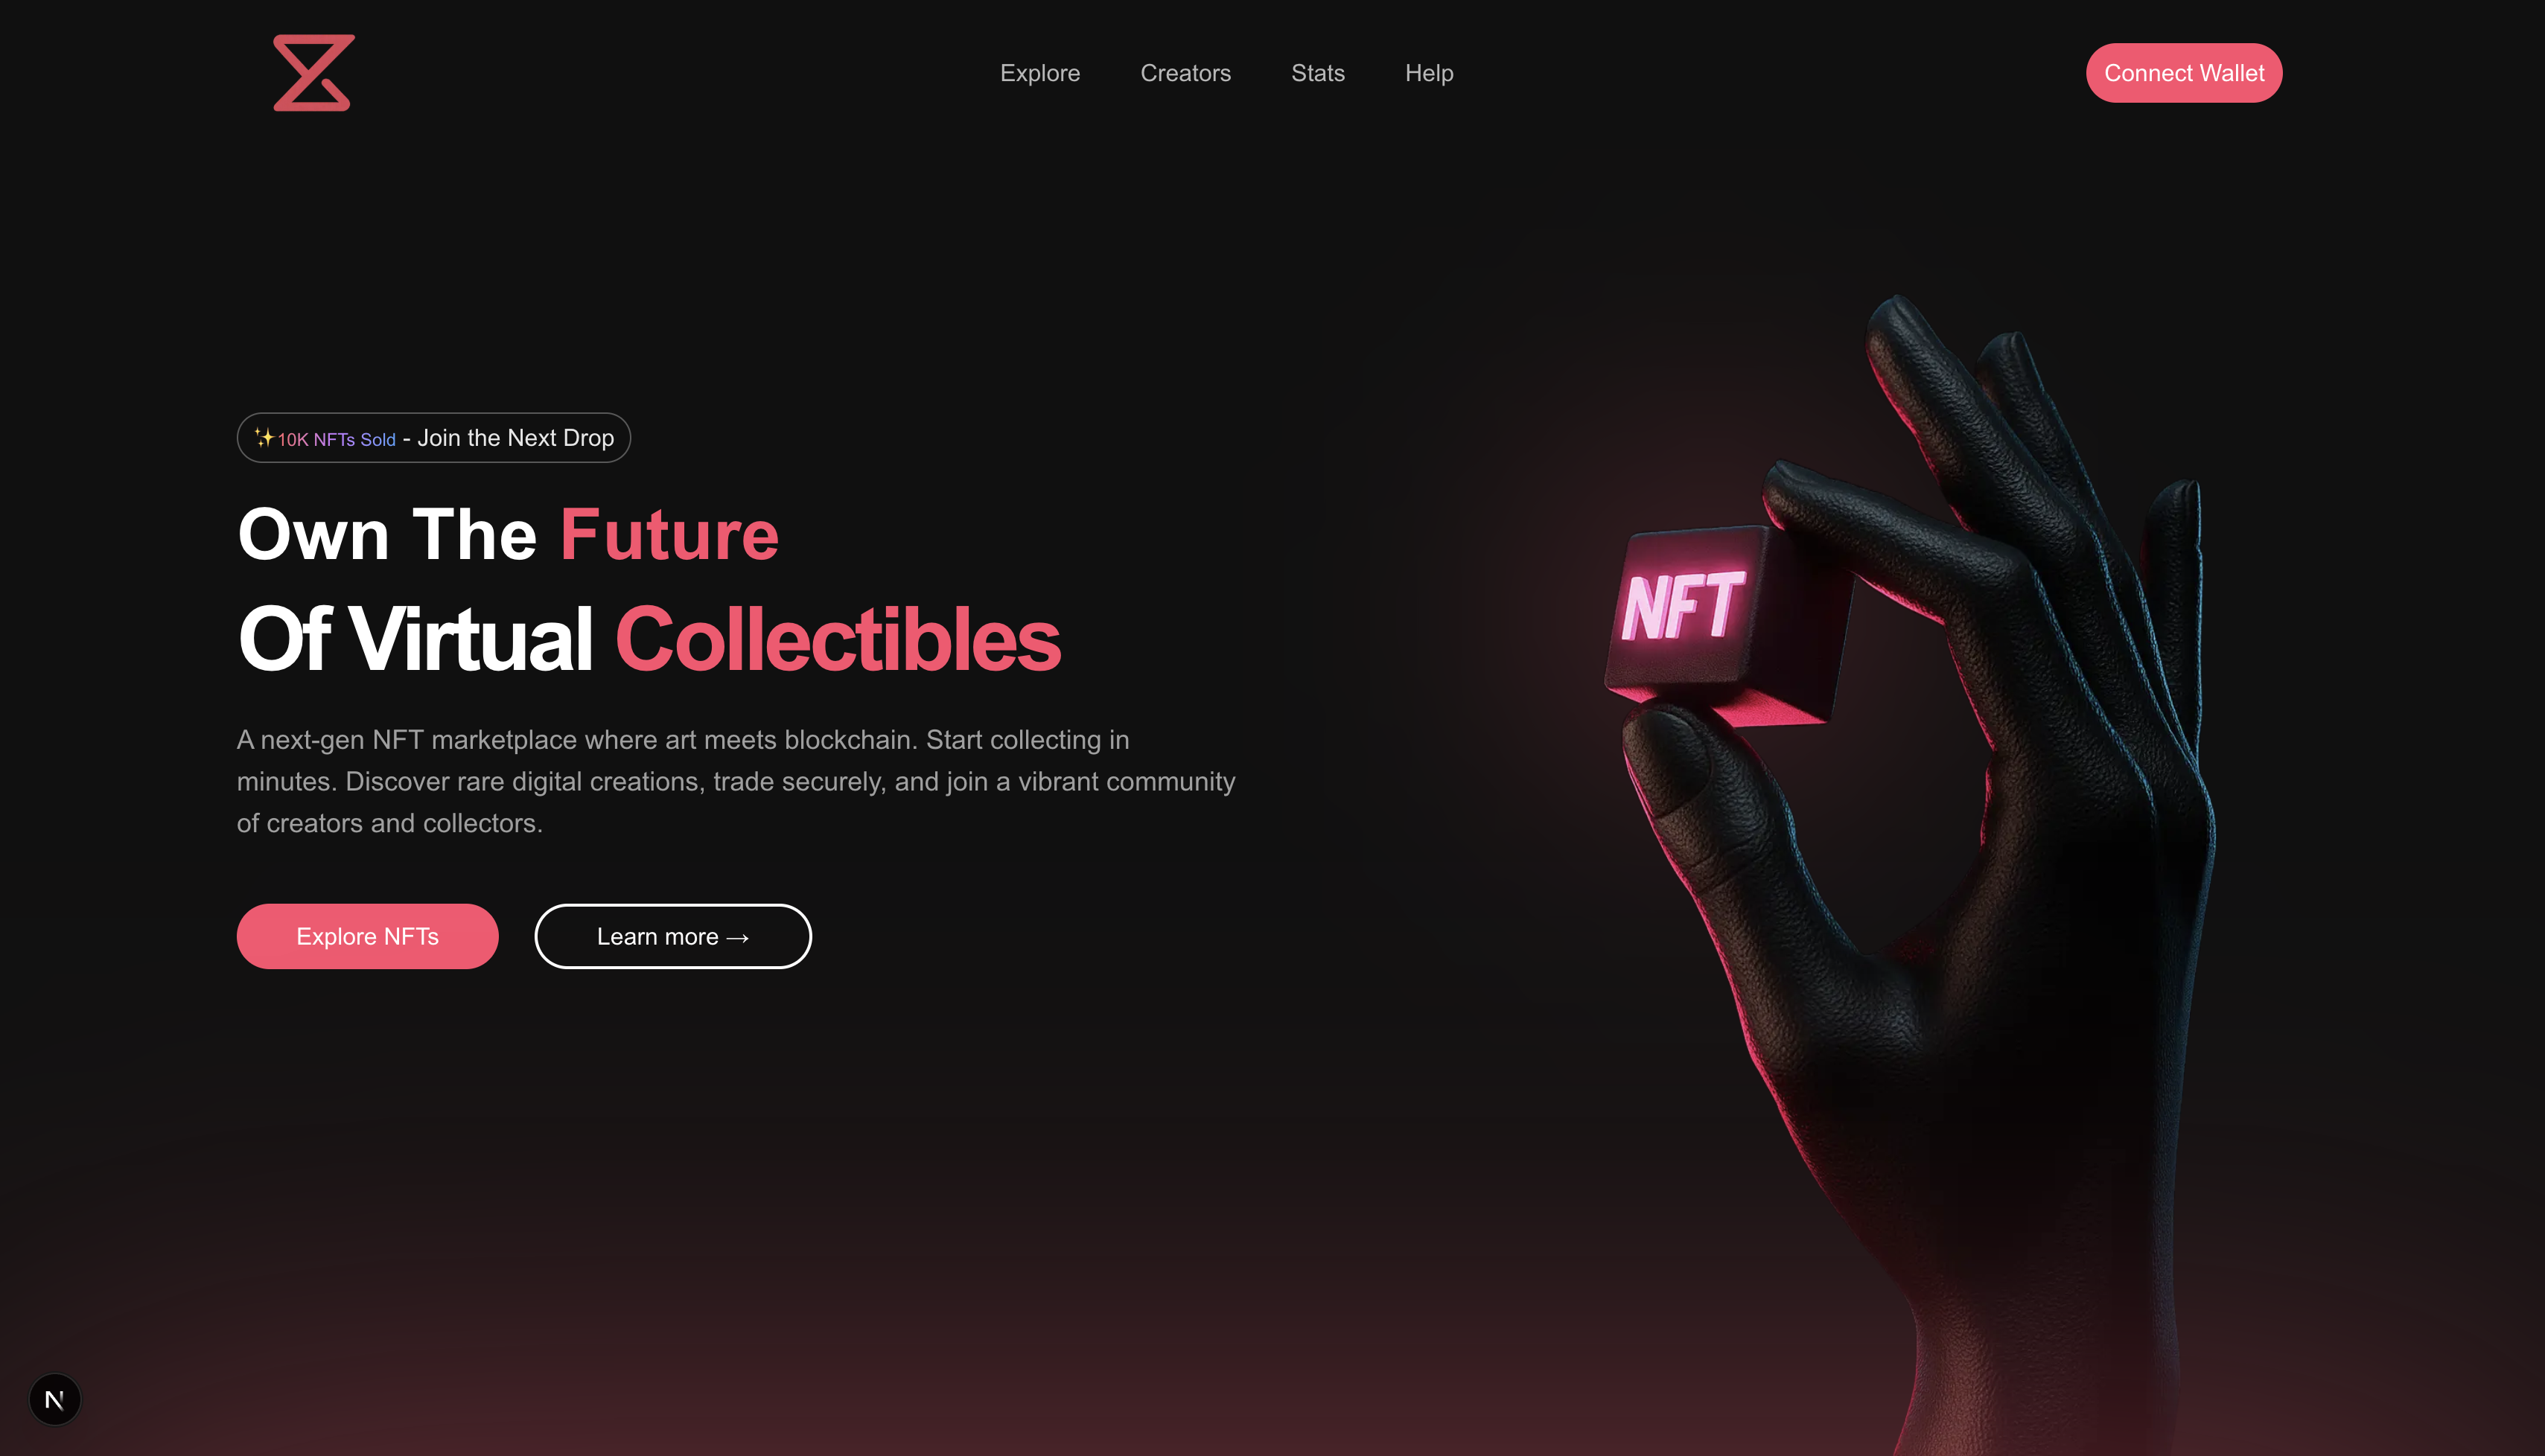 Explore Creators Stats Help Connect Wallet
✨10K NFTs Sold - Join the Next Drop
Own The Future
Of Virtual Collectibles
NFT
A next-gen NFT marketplace where art meets blockchain. Start collecting in
minutes. Discover rare digital creations, trade securely, and join a vibrant community
of creators and collectors.
Explore NFTs
Learn more →
N